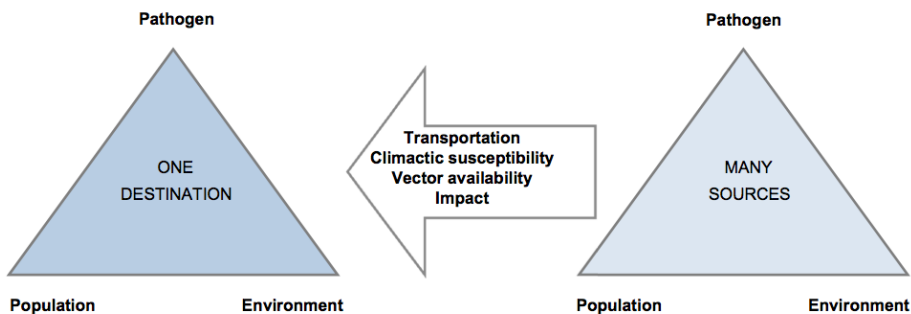 Pathogen
Pathogen
Transportation
Climactic susceptibility
Vector availability
Impact
ONE
DESTINATION
MANY
SOURCES
Population
Environment
Population
Environment